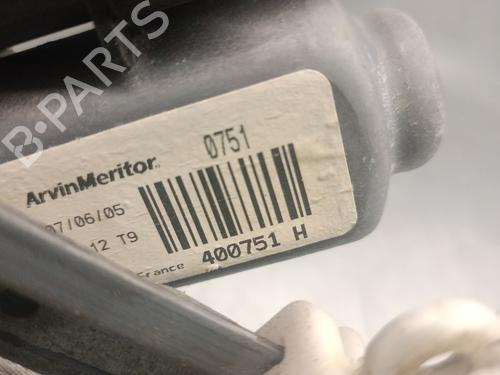 B-PARTS
ArvinMeritor
0751
07/06/05
12 T9
France
400751 H